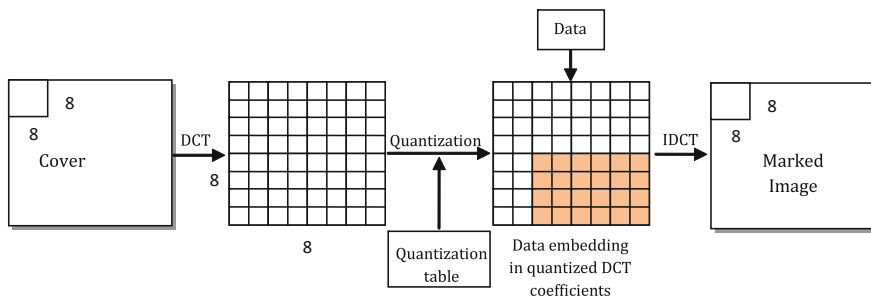 Data
8
8
Cover
DCT
8
8
Quantization
Quantization
table
Data embedding
in quantized DCT
coefficients
IDCT
8
8
Marked
Image